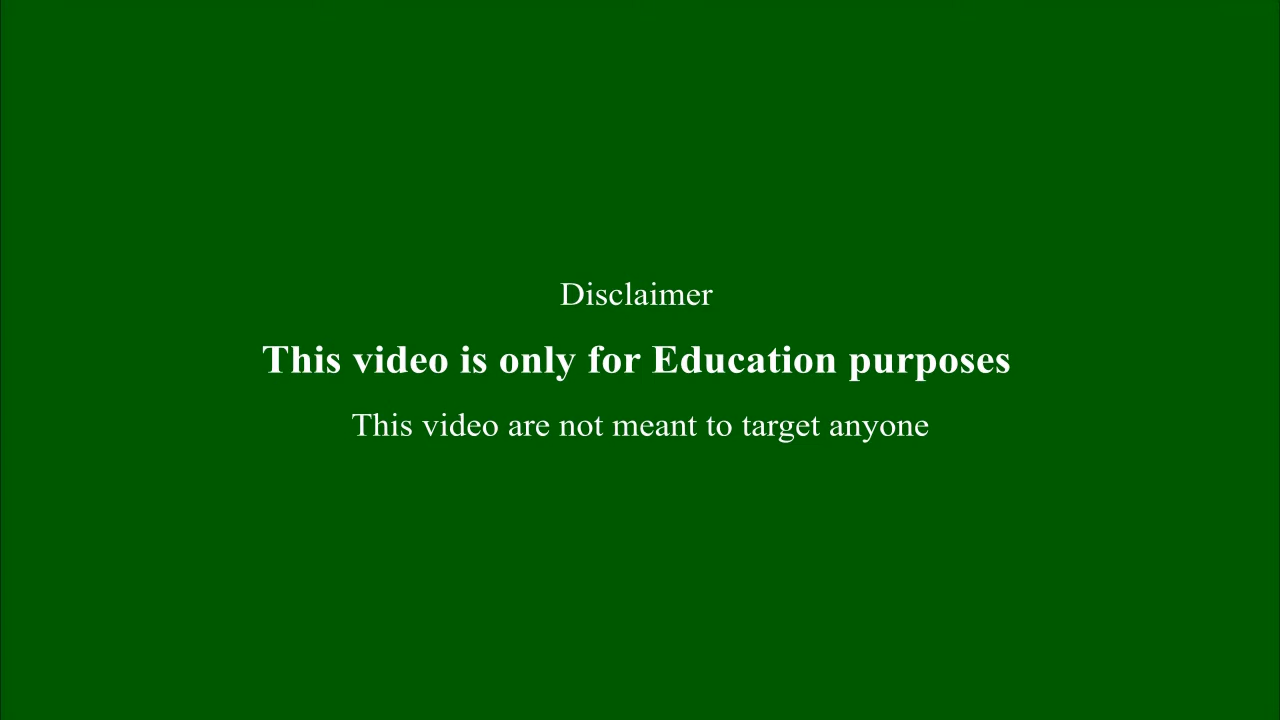 Disclaimer
This video is only for Education purposes
This video are not meant to target anyone